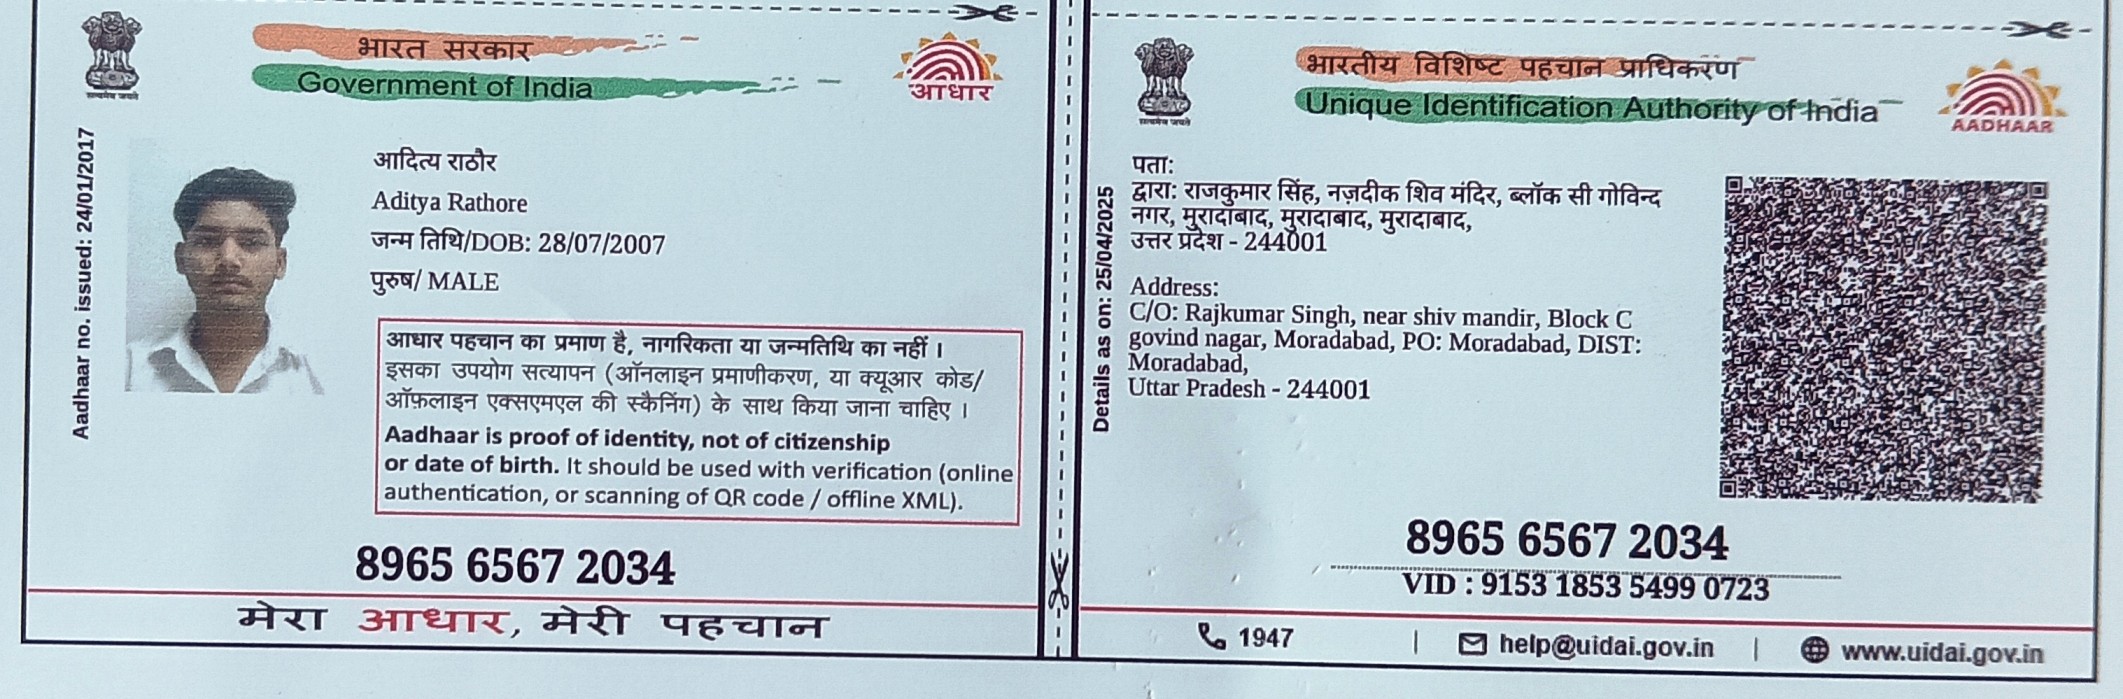 भारत सरकार
Government of India
आधार
Aadhaar no. issued: 24/01/2017
आदित्य राठौर
Aditya Rathore
जन्म तिथि/DOB: 28/07/2007
पुरुष/ MALE
आधार पहचान का प्रमाण है, नागरिकता या जन्मतिथि का नहीं ।
इसका उपयोग सत्यापन (ऑनलाइन प्रमाणीकरण, या क्यूआर कोड/
ऑफ़लाइन एक्सएमएल की स्कैनिंग) के साथ किया जाना चाहिए ।
Aadhaar is proof of identity, not of citizenship
or date of birth. It should be used with verification (online
authentication, or scanning of QR code / offline XML).
8965 6567 2034
मेरा आधार, मेरी पहचान
भारतीय विशिष्ट पहचान प्राधिकरण
Unique Identification Authority of India
AADHAAR
Details as on: 25/04/2025
पता:
द्वारा: राजकुमार सिंह, नज़दीक शिव मंदिर, ब्लॉक सी गोविन्द
नगर, मुरादाबाद, मुरादाबाद, मुरादाबाद,
उत्तर प्रदेश - 244001
Address:
C/O: Rajkumar Singh, near shiv mandir, Block C
govind nagar, Moradabad, PO: Moradabad, DIST:
Moradabad,
Uttar Pradesh - 244001
8965 6567 2034
VID : 9153 1853 5499 0723
1947 | help@uidai.gov.in | www.uidai.gov.in